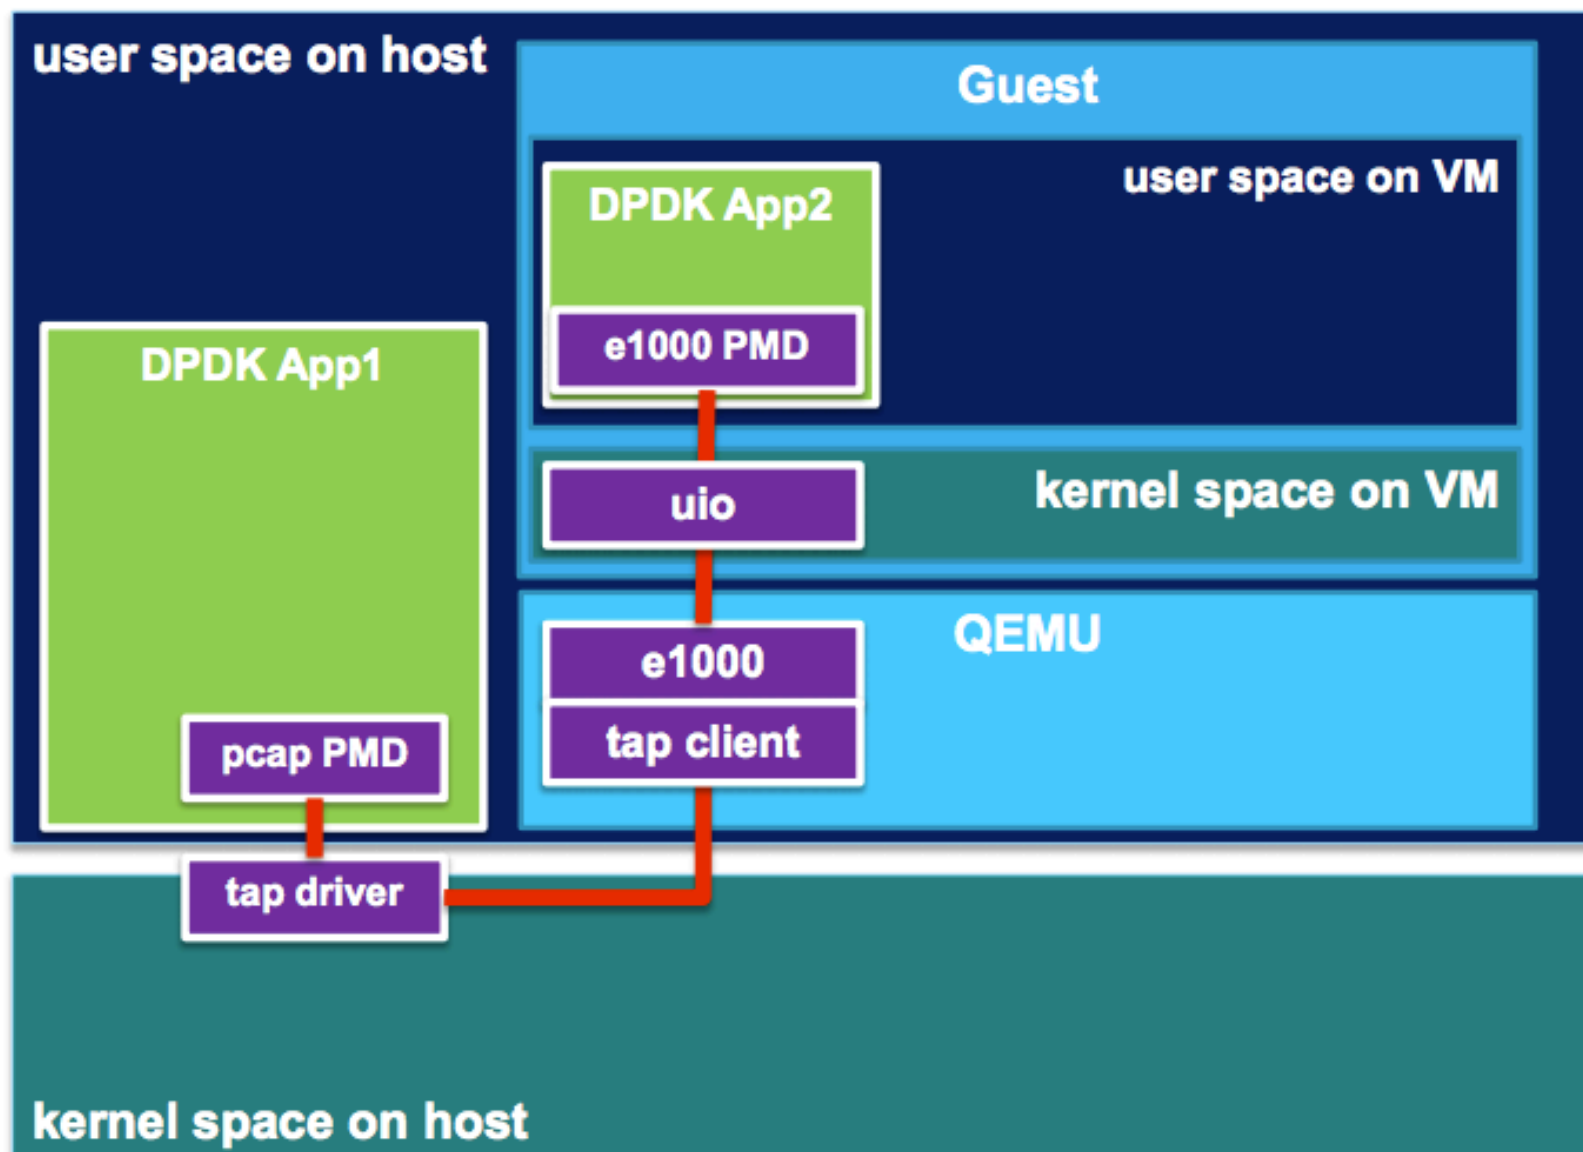 user space on host
Guest
user space on VM
DPDK App2
e1000 PMD
DPDK App1
kernel space on VM
uio
QEMU
e1000
tap client
pcap PMD
tap driver
kernel space on host